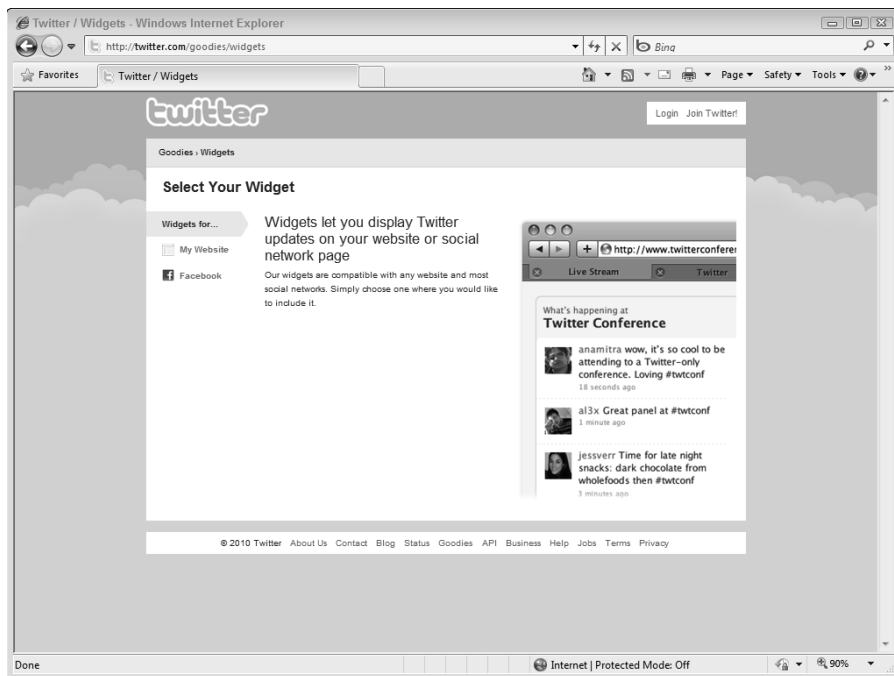 Twitter / Widgets - Windows Internet Explorer
http://twitter.com/goodies/widgets
Bing
Favorites
Twitter / Widgets
Page Safety Tools
twitter
Login Join Twitter!
Goodies › Widgets
Select Your Widget
Widgets for...
My Website
Facebook
Widgets let you display Twitter
updates on your website or social
network page
Our widgets are compatible with any website and most
social networks. Simply choose one where you would like
to include it.
http://www.twitterconferen
Live Stream
Twitter
What's happening at
Twitter Conference
anamitra wow, it's so cool to be
attending to a Twitter-only
conference. Loving #twtconf
18 seconds ago
al3x Great panel at #twtconf
1 minute ago
jessverr Time for late night
snacks: dark chocolate from
wholefoods then #twtconf
3 minutes ago
© 2010 Twitter About Us Contact Blog Status Goodies API Business Help Jobs Terms Privacy
Done
Internet | Protected Mode: Off
90%